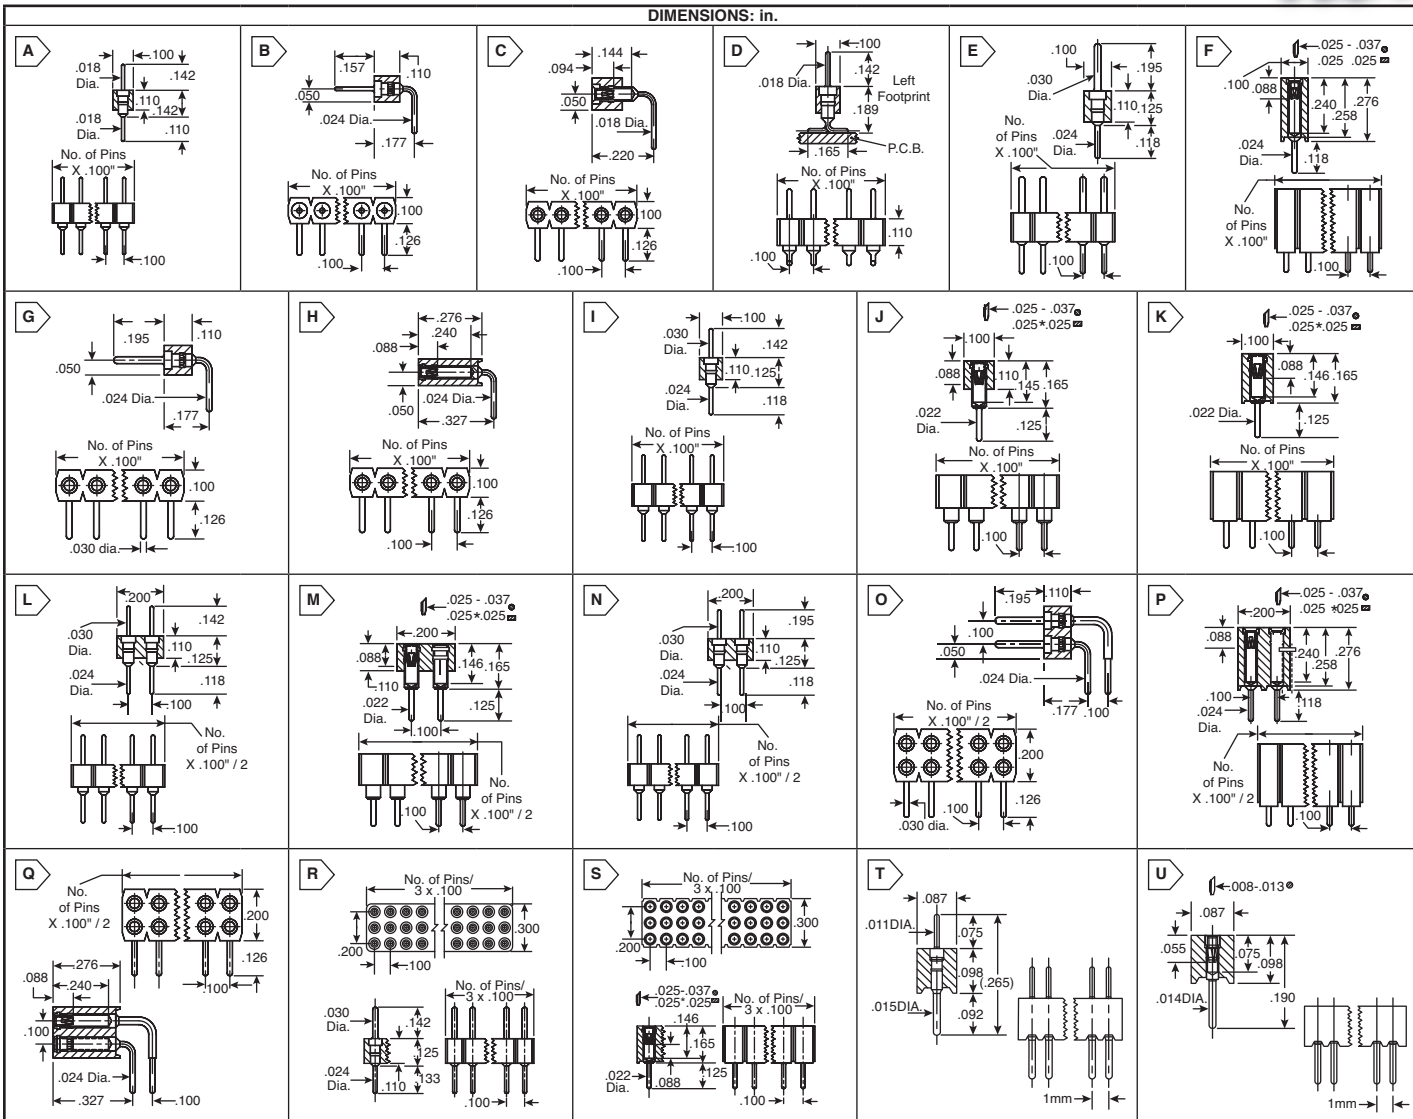 DIMENSIONS: in.
A
.100
.018
Dia.
.142
.110
.142
.018
Dia.
.110
No. of Pins
X .100"
.100
B
.157
.110
.050
.024 Dia.
.177
No. of Pins
X .100"
.100
.126
.100
C
.144
.094
.050
.018 Dia.
.220
No. of Pins
X .100"
.100
.126
.100
D
.100
.018 Dia.
.142
Left
Footprint
.189
P.C.B.
.165
No. of Pins
X .100"
.110
.100
E
.100
.195
.030
Dia.
.110
.125
No.
of Pins
X .100"
.024
Dia.
.118
.100
F
.025 - .037
.025 .025
.100
.088
.240
.276
.258
.024
Dia.
.118
No.
of Pins
X .100"
.100
G
.195
.110
.050
.024 Dia.
.177
No. of Pins
X .100"
.100
.126
.030 dia.
H
.276
.240
.088
.024 Dia.
.050
.327
No. of Pins
X .100"
.100
.126
.100
I
.100
.030
Dia.
.142
.110
.125
.024
Dia.
.118
No. of Pins
X .100"
.100
J
.025 - .037
.025*.025
.100
.088
.110
.145
.165
.022
Dia.
.125
No. of Pins
X .100"
.100
K
.025 - .037
.025*.025
.100
.088
.146
.165
.022 Dia.
.125
No. of Pins
X .100"
.100
L
.200
.142
.030
Dia.
.110
.125
.024
Dia.
.118
.100
No.
of Pins
X .100" / 2
.100
M
.025 - .037
.025*.025
.200
.088
.146
.165
.110
.022
Dia.
.125
.100
No.
of Pins
X .100" / 2
.100
N
.200
.195
.030
Dia.
.110
.125
.024
Dia.
.118
.100
No.
of Pins
X .100" / 2
.100
O
.195
.110
.100
.050
.024 Dia.
.177
.100
No. of Pins
X .100" / 2
.200
.126
.100
.030 dia.
P
.025 - .037
.025 *025
.200
.088
.240
.276
.258
.100
.118
.024
Dia.
No.
of Pins
X .100" / 2
.100
Q
No.
of Pins
X .100" / 2
.200
.126
.100
.276
.240
.088
.100
.024 Dia.
.327
.100
R
No. of Pins/
3 x .100
.300
.200
.100
No. of Pins/
3 x .100
.030
Dia.
.142
.125
.024
Dia.
.110
.133
.100
S
No. of Pins/
3 x .100
.300
.200
.100
.025-.037
.025*.025
No. of Pins/
3 x .100
.146
.165
.125
.022
Dia.
.088
.100
T
.087
.011DIA.
.075
.098
(.265)
.015DIA.
.092
1mm
U
.008-.013
.087
.055
.075
.098
.014DIA.
.190
1mm